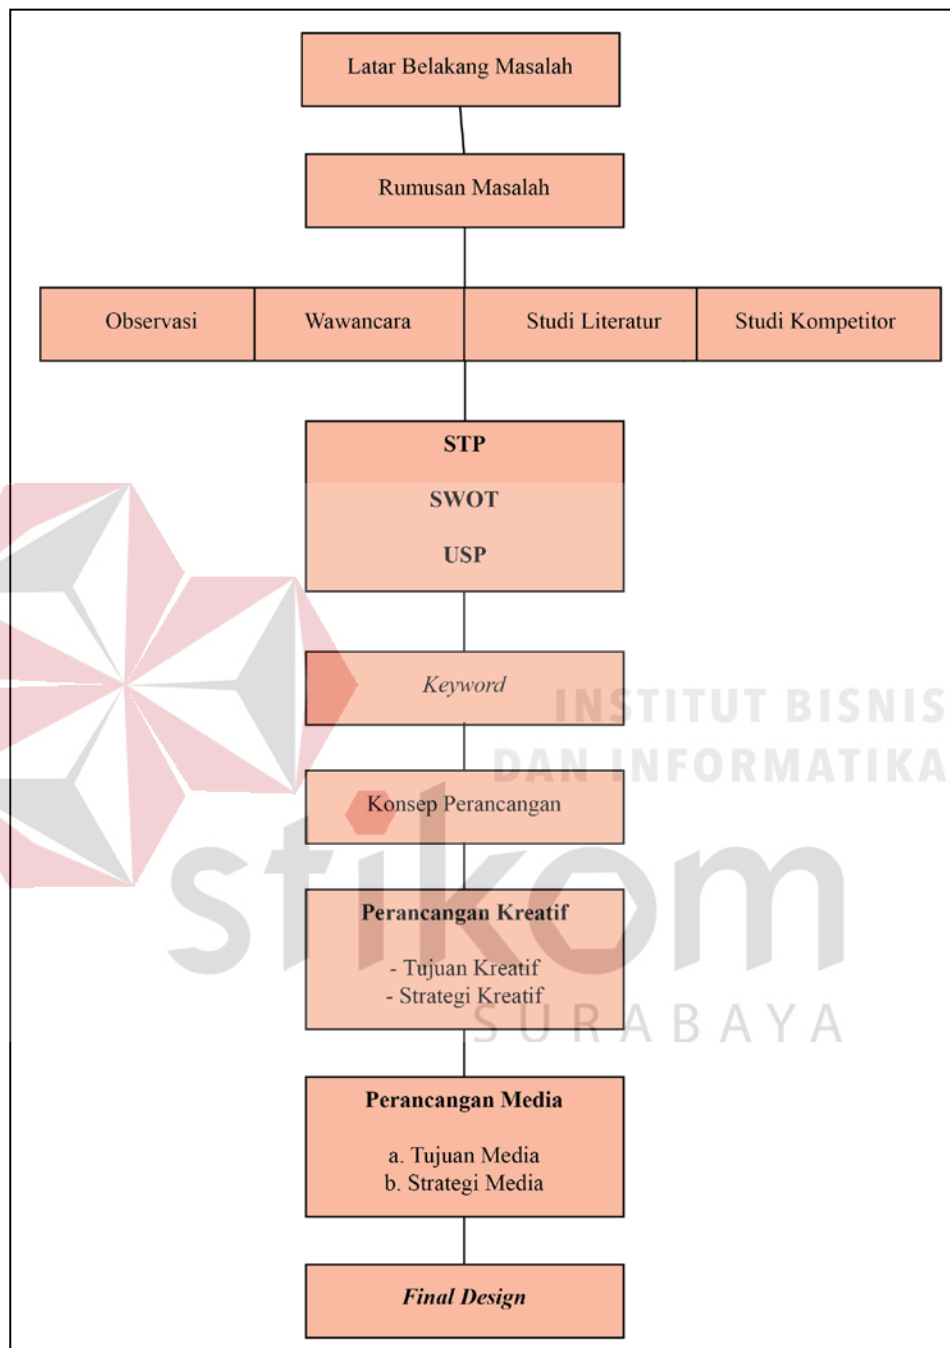 Latar Belakang Masalah
Rumusan Masalah
Observasi
Wawancara
Studi Literatur
Studi Kompetitor
STP
SWOT
USP
Keyword
INSTITUT BISNIS
DAN INFORMATIKA
Konsep Perancangan
stikom
SURABAYA
Perancangan Kreatif
- Tujuan Kreatif
- Strategi Kreatif
Perancangan Media
a. Tujuan Media
b. Strategi Media
Final Design